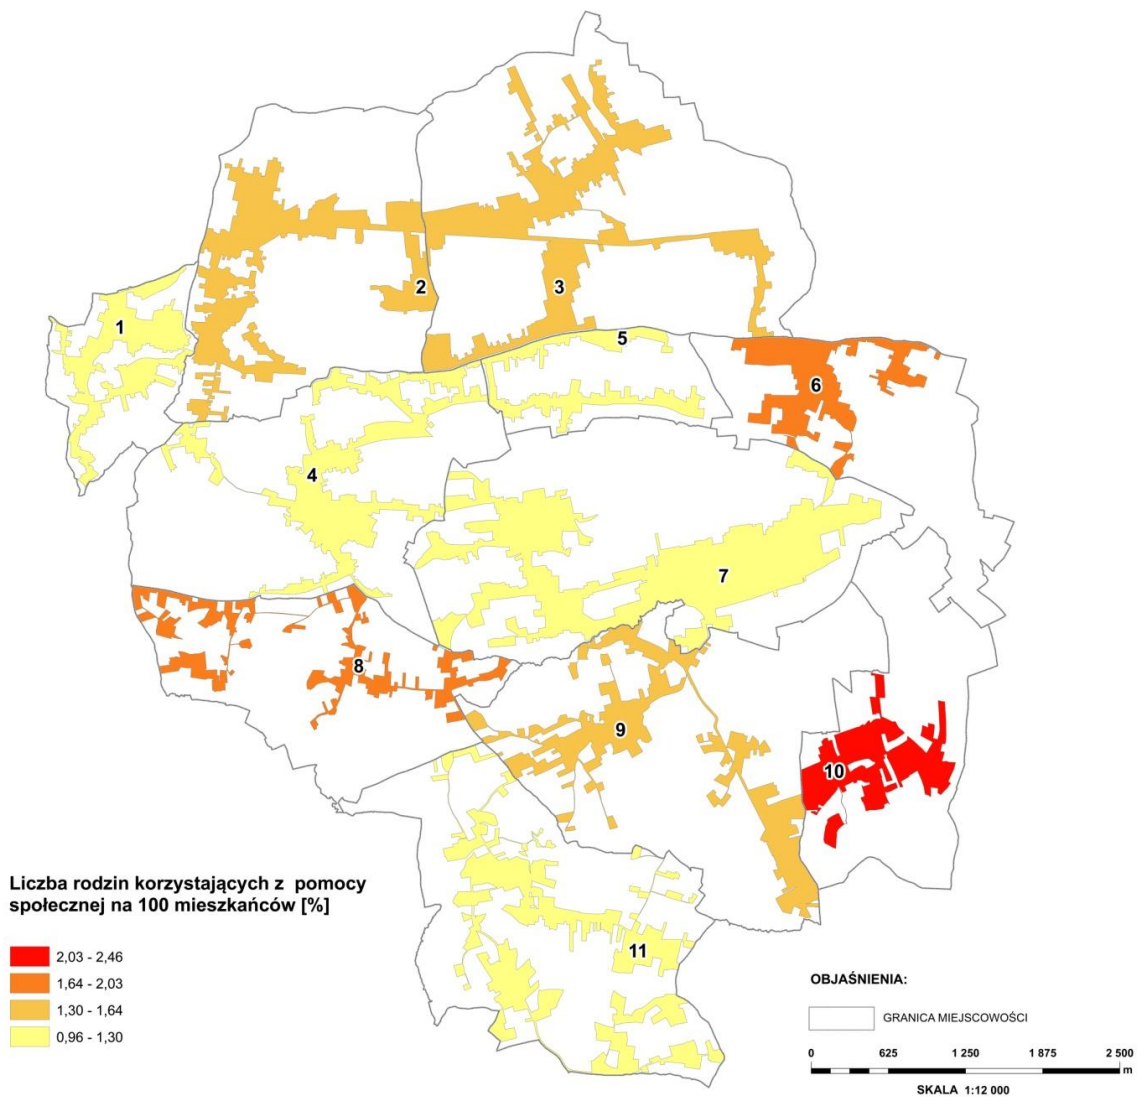 1
2
3
4
5
6
7
8
9
10
11
Liczba rodzin korzystających z pomocy
społecznej na 100 mieszkańców [%]
2,03 - 2,46
1,64 - 2,03
1,30 - 1,64
0,96 - 1,30
OBJAŚNIENIA:
GRANICA MIEJSCOWOŚCI
0 625 1 250 1 875 2 500
m
SKALA 1:12 000